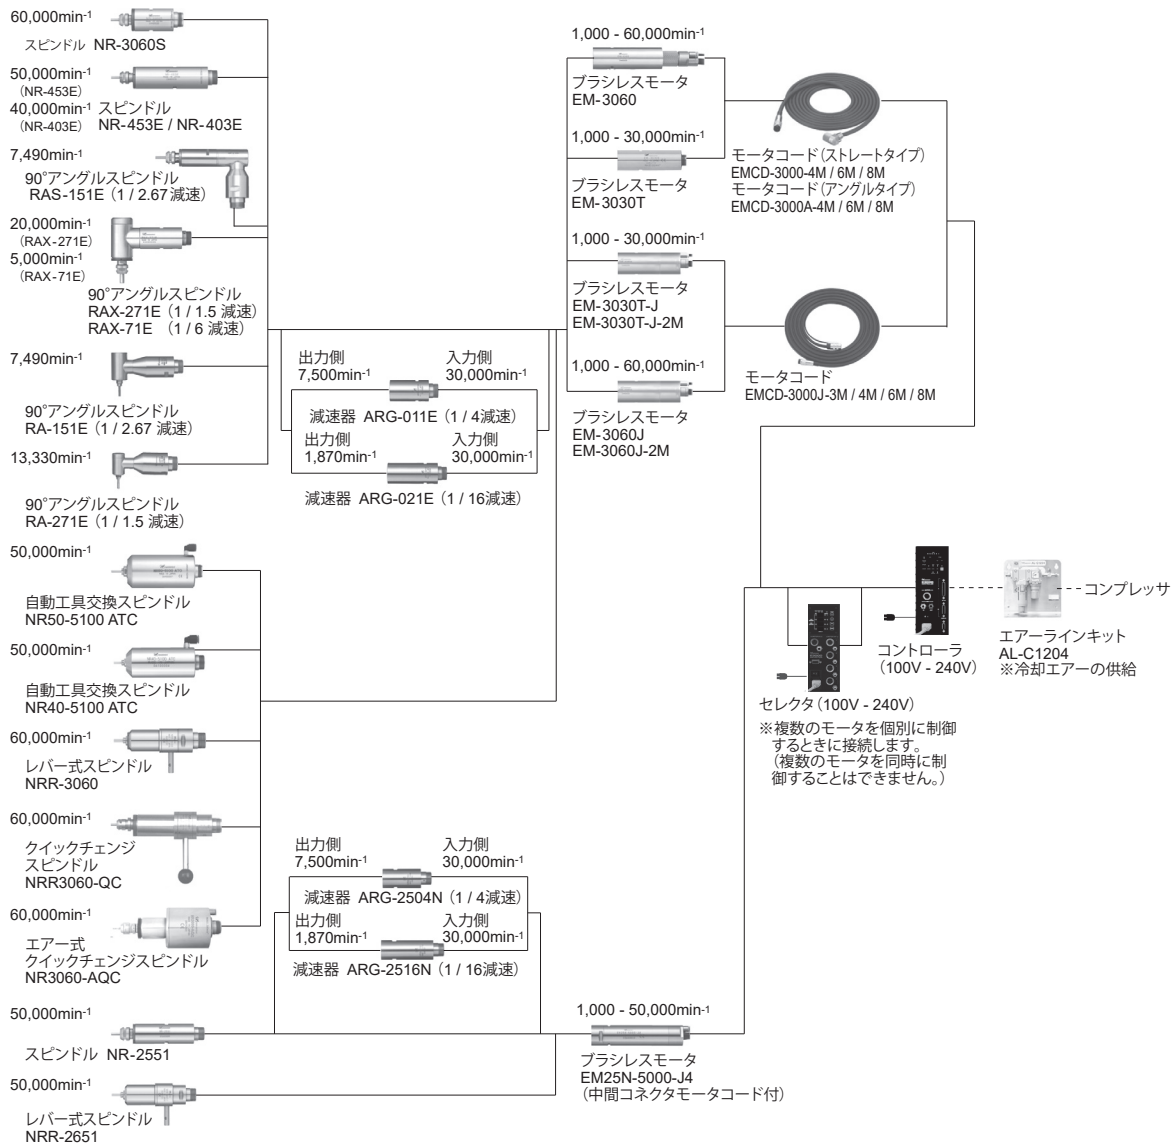 60,000min-1
スピンドル NR-3060S
50,000min-1
(NR-453E)
40,000min-1 スピンドル
(NR-403E) NR-453E / NR-403E
7,490min-1
90°アングルスピンドル
RAS-151E (1 / 2.67 減速)
20,000min-1
(RAX-271E)
5,000min-1
(RAX-71E)
90°アングルスピンドル
RAX-271E (1 / 1.5 減速)
RAX-71E (1 / 6 減速)
7,490min-1
90°アングルスピンドル
RA-151E (1 / 2.67 減速)
13,330min-1
90°アングルスピンドル
RA-271E (1 / 1.5 減速)
50,000min-1
自動工具交換スピンドル
NR50-5100 ATC
50,000min-1
自動工具交換スピンドル
NR40-5100 ATC
60,000min-1
レバー式スピンドル
NRR-3060
60,000min-1
クイックチェンジ
スピンドル
NRR3060-QC
60,000min-1
エアー式
クイックチェンジスピンドル
NR3060-AQC
50,000min-1
スピンドル NR-2551
50,000min-1
レバー式スピンドル
NRR-2651
出力側 入力側
7,500min-1 30,000min-1
減速器 ARG-011E (1 / 4減速)
出力側 入力側
1,870min-1 30,000min-1
減速器 ARG-021E (1 / 16減速)
出力側 入力側
7,500min-1 30,000min-1
減速器 ARG-2504N (1 / 4減速)
出力側 入力側
1,870min-1 30,000min-1
減速器 ARG-2516N (1 / 16減速)
1,000 - 60,000min-1
ブラシレスモータ
EM-3060
1,000 - 30,000min-1
ブラシレスモータ
EM-3030T
1,000 - 30,000min-1
ブラシレスモータ
EM-3030T-J
EM-3030T-J-2M
1,000 - 60,000min-1
ブラシレスモータ
EM-3060J
EM-3060J-2M
1,000 - 50,000min-1
ブラシレスモータ
EM25N-5000-J4
(中間コネクタモータコード付)
モータコード(ストレートタイプ)
EMCD-3000-4M / 6M / 8M
モータコード(アングルタイプ)
EMCD-3000A-4M / 6M / 8M
モータコード
EMCD-3000J-3M / 4M / 6M / 8M
セレクタ(100V - 240V)
※複数のモータを個別に制御
するときに接続します。
(複数のモータを同時に制
御することはできません。)
コントローラ
(100V - 240V)
コンプレッサ
エアーラインキット
AL-C1204
※冷却エアーの供給